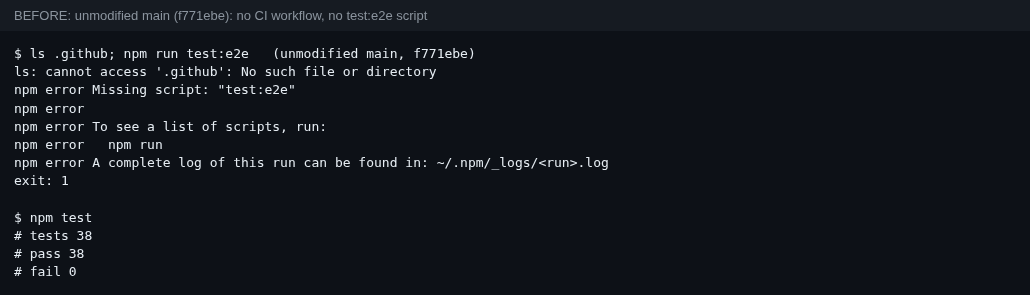 BEFORE: unmodified main (f771ebe): no CI workflow, no test:e2e script
$ ls .github; npm run test:e2e   (unmodified main, f771ebe)
ls: cannot access '.github': No such file or directory
npm error Missing script: "test:e2e"
npm error
npm error To see a list of scripts, run:
npm error   npm run
npm error A complete log of this run can be found in: ~/.npm/_logs/<run>.log
exit: 1
$ npm test
# tests 38
# pass 38
# fail 0